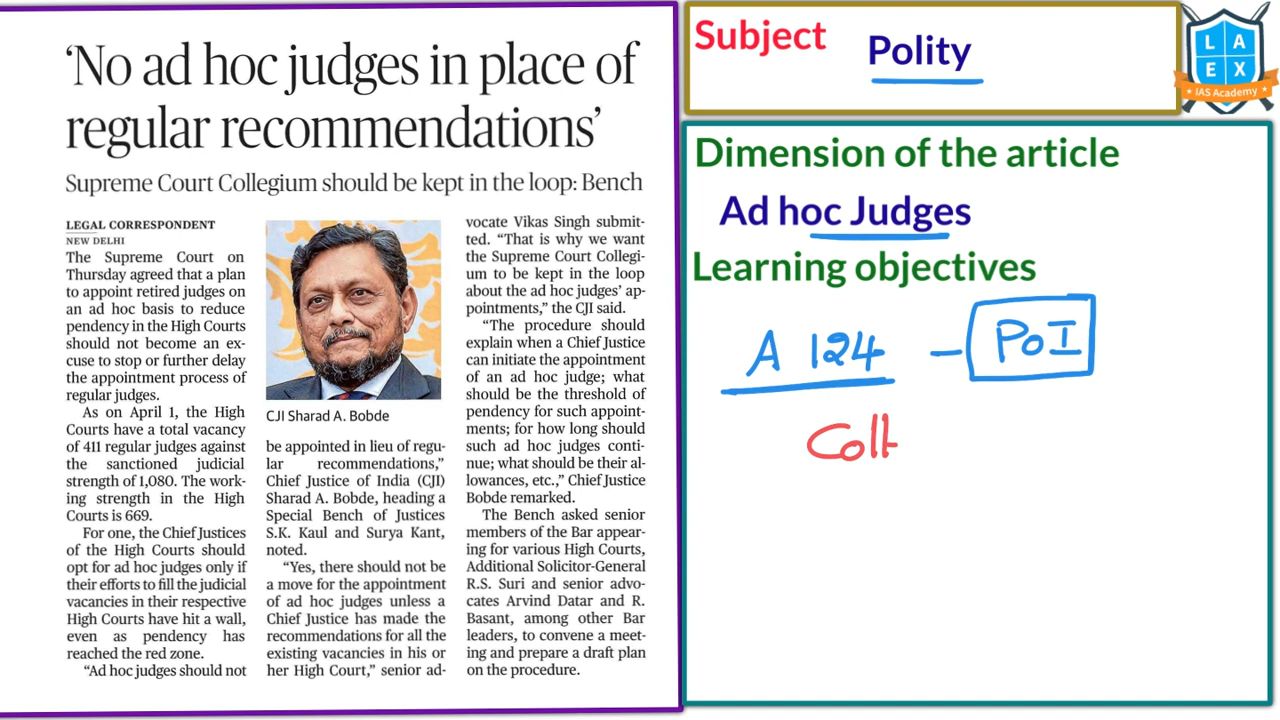 ‘No ad hoc judges in place of
regular recommendations’
Supreme Court Collegium should be kept in the loop: Bench
LEGAL CORRESPONDENT
NEW DELHI
The Supreme Court on
Thursday agreed that a plan
to appoint retired judges on
an ad hoc basis to reduce
pendency in the High Courts
should not become an ex-
cuse to stop or further delay
the appointment process of
regular judges.
As on April 1, the High
Courts have a total vacancy
of 411 regular judges against
the sanctioned judicial
strength of 1,080. The work-
ing strength in the High
Courts is 669.
For one, the Chief Justices
of the High Courts should
opt for ad hoc judges only if
their efforts to fill the judicial
vacancies in their respective
High Courts have hit a wall,
even as pendency has
reached the red zone.
“Ad hoc judges should not
CJI Sharad A. Bobde
be appointed in lieu of regu-
lar recommendations,”
Chief Justice of India (CJI)
Sharad A. Bobde, heading a
Special Bench of Justices
S.K. Kaul and Surya Kant,
noted.
“Yes, there should not be
a move for the appointment
of ad hoc judges unless a
Chief Justice has made the
recommendations for all the
existing vacancies in his or
her High Court,” senior ad-
vocate Vikas Singh submit-
ted. “That is why we want
the Supreme Court Collegi-
um to be kept in the loop
about the ad hoc judges’ ap-
pointments,” the CJI said.
“The procedure should
explain when a Chief Justice
can initiate the appointment
of an ad hoc judge; what
should be the threshold of
pendency for such appoint-
ments; for how long should
such ad hoc judges conti-
nue; what should be their al-
lowances, etc.,” Chief Justice
Bobde remarked.
The Bench asked senior
members of the Bar appear-
ing for various High Courts,
Additional Solicitor-General
R.S. Suri and senior advo-
cates Arvind Datar and R.
Basant, among other Bar
leaders, to convene a meet-
ing and prepare a draft plan
on the procedure.
Subject Polity
LA
EX
IAS Academy
Dimension of the article
Ad hoc Judges
Learning objectives
A 124 – PoI